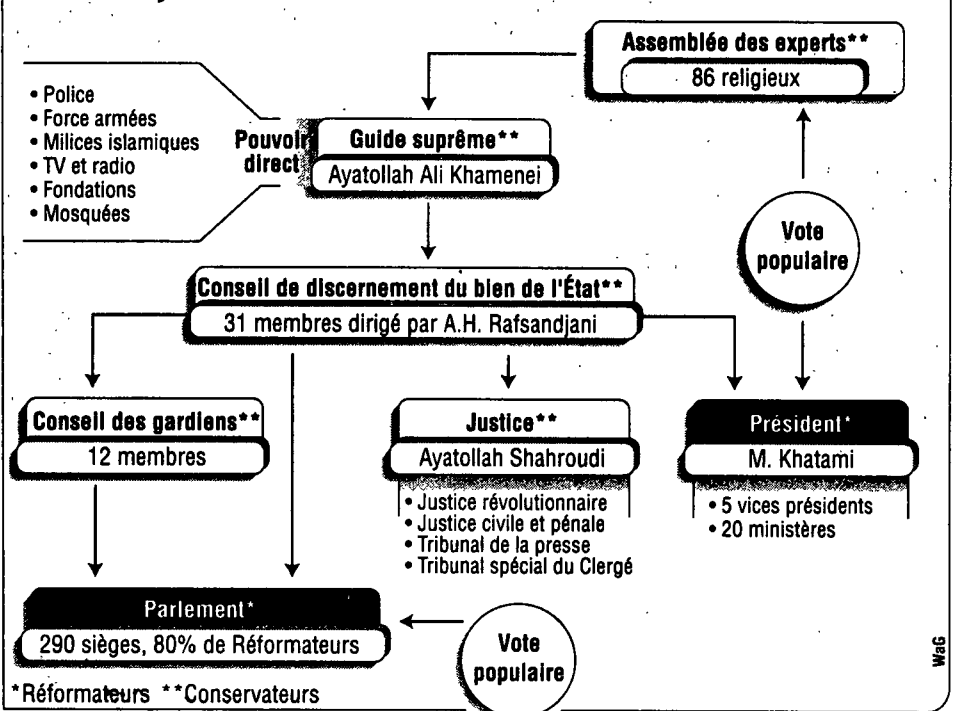 Assemblée des experts**
86 religieux
• Police
• Force armées
• Milices islamiques
• TV et radio
• Fondations
• Mosquées
Pouvoir
direct
Guide suprême**
Ayatollah Ali Khamenei
Vote
populaire
Conseil de discernement du bien de l'État**
31 membres dirigé par A.H. Rafsandjani
Conseil des gardiens**
12 membres
Justice**
Ayatollah Shahroudi
• Justice révolutionnaire
• Justice civile et pénale
• Tribunal de la presse
• Tribunal spécial du Clergé
Président*
M. Khatami
• 5 vices présidents
• 20 ministères
Parlement*
290 sièges, 80% de Réformateurs
Vote
populaire
WaG
*Réformateurs **Conservateurs